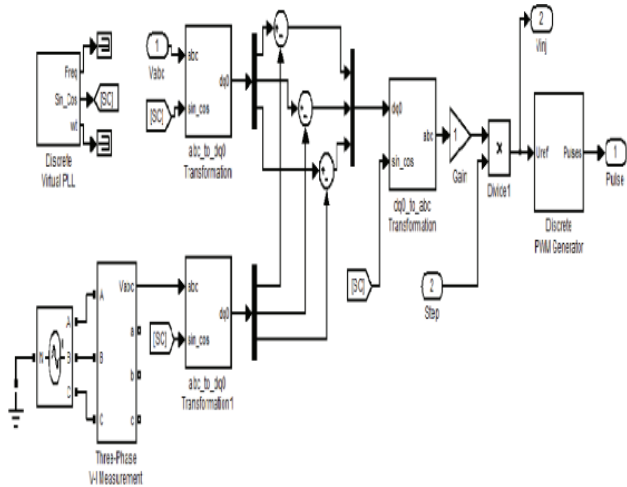 Freq
Sin_Cos
wt
Discrete
Virtual PLL
[SC]
1
Vabc
[SC]
abc
sin_cos
dq0
abc_to_dq0
Transformation
dq0
sin_cos
abc
dq0_to_abc
Transformation
[SC]
1
Gain
x
Divide1
2
Step
2
Vinj
Uref
Pulses
Discrete
PWM Generator
1
Pulse
N
A
B
C
A
B
C
Vabc
a
b
c
Three-Phase
V-I Measurement
[SC]
abc
sin_cos
dq0
abc_to_dq0
Transformation1